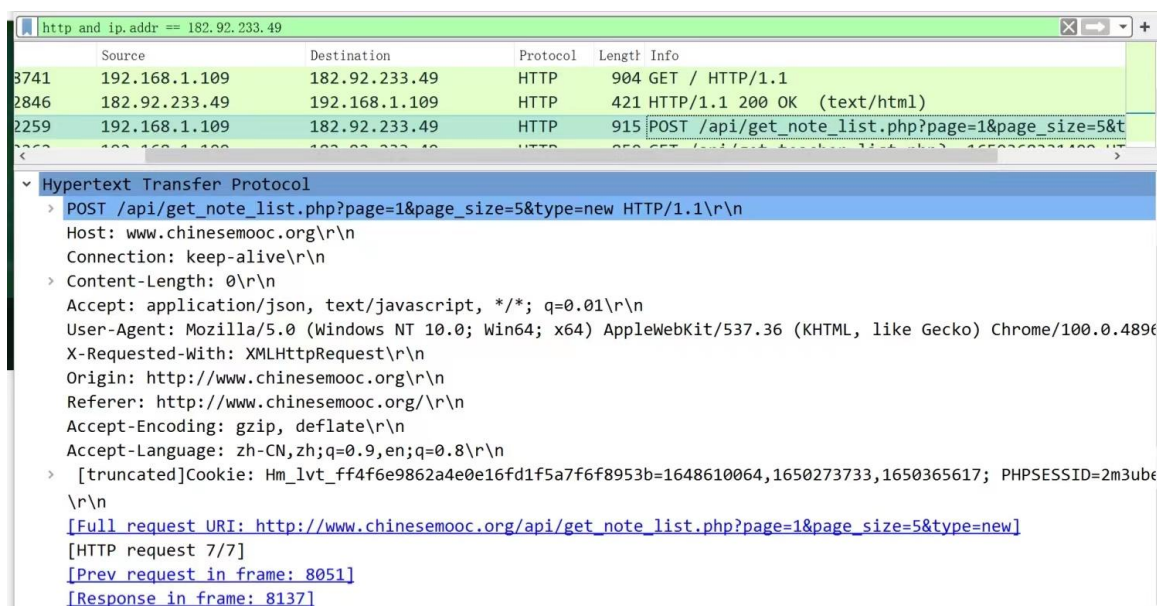 http and ip.addr == 182.92.233.49
Source Destination Protocol Length Info
3741 192.168.1.109 182.92.233.49 HTTP 904 GET / HTTP/1.1
2846 182.92.233.49 192.168.1.109 HTTP 421 HTTP/1.1 200 OK (text/html)
2259 192.168.1.109 182.92.233.49 HTTP 915 POST /api/get_note_list.php?page=1&page_size=5&t
Hypertext Transfer Protocol
POST /api/get_note_list.php?page=1&page_size=5&type=new HTTP/1.1\r\n
Host: www.chinesemooc.org\r\n
Connection: keep-alive\r\n
Content-Length: 0\r\n
Accept: application/json, text/javascript, */*; q=0.01\r\n
User-Agent: Mozilla/5.0 (Windows NT 10.0; Win64; x64) AppleWebKit/537.36 (KHTML, like Gecko) Chrome/100.0.4896
X-Requested-With: XMLHttpRequest\r\n
Origin: http://www.chinesemooc.org\r\n
Referer: http://www.chinesemooc.org/\r\n
Accept-Encoding: gzip, deflate\r\n
Accept-Language: zh-CN,zh;q=0.9,en;q=0.8\r\n
[truncated]Cookie: Hm_lvt_ff4f6e9862a4e0e16fd1f5a7f6f8953b=1648610064,1650273733,1650365617; PHPSESSID=2m3ube
\r\n
[Full request URI: http://www.chinesemooc.org/api/get_note_list.php?page=1&page_size=5&type=new]
[HTTP request 7/7]
[Prev request in frame: 8051]
[Response in frame: 8137]